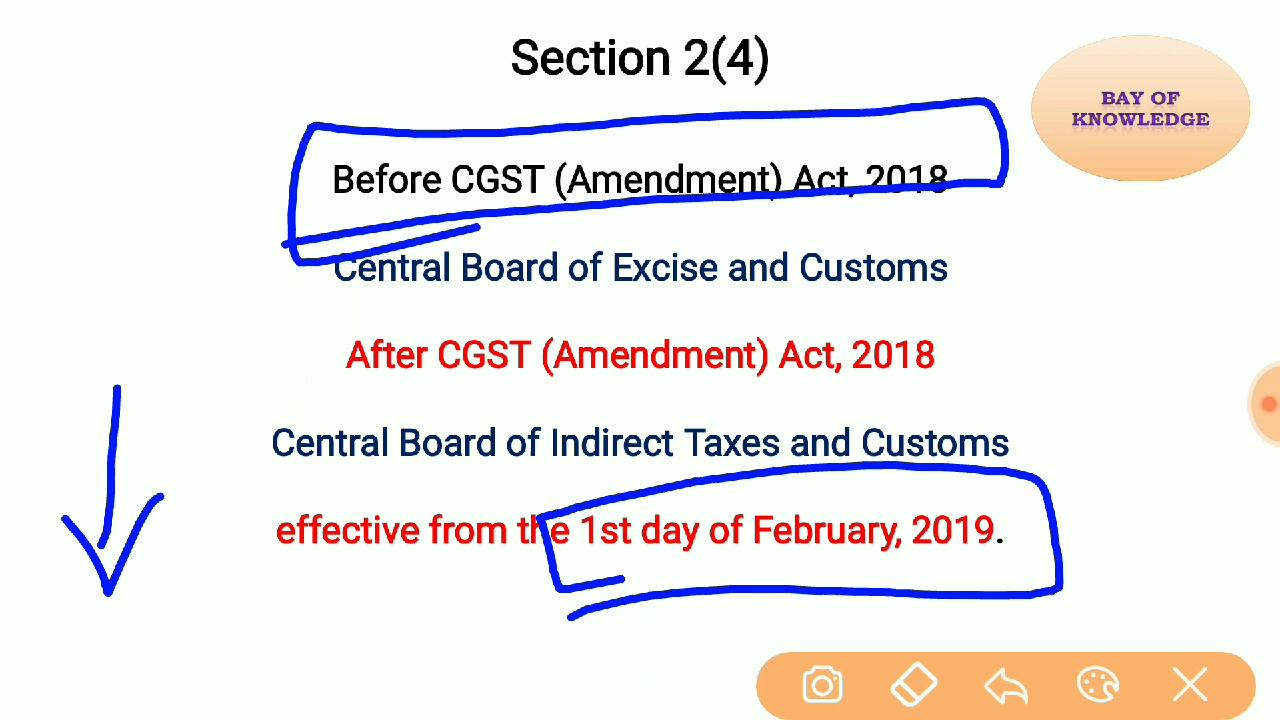 Section 2(4)
BAY OF
KNOWLEDGE
Before CGST (Amendment) Act, 2018
Central Board of Excise and Customs
After CGST (Amendment) Act, 2018
Central Board of Indirect Taxes and Customs
effective from the 1st day of February, 2019.